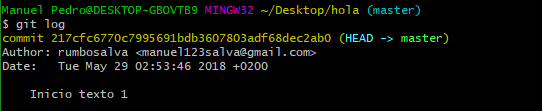 Manuel Pedro@DESKTOP-GBOVTB9 MINGW32 ~/Desktop/hola (master)
$ git log
commit 217cfc6770c7995691bdb3607803adf68dec2ab0 (HEAD -> master)
Author: rumbosalva <manuel123salva@gmail.com>
Date:   Tue May 29 02:53:46 2018 +0200

    Inicio texto 1